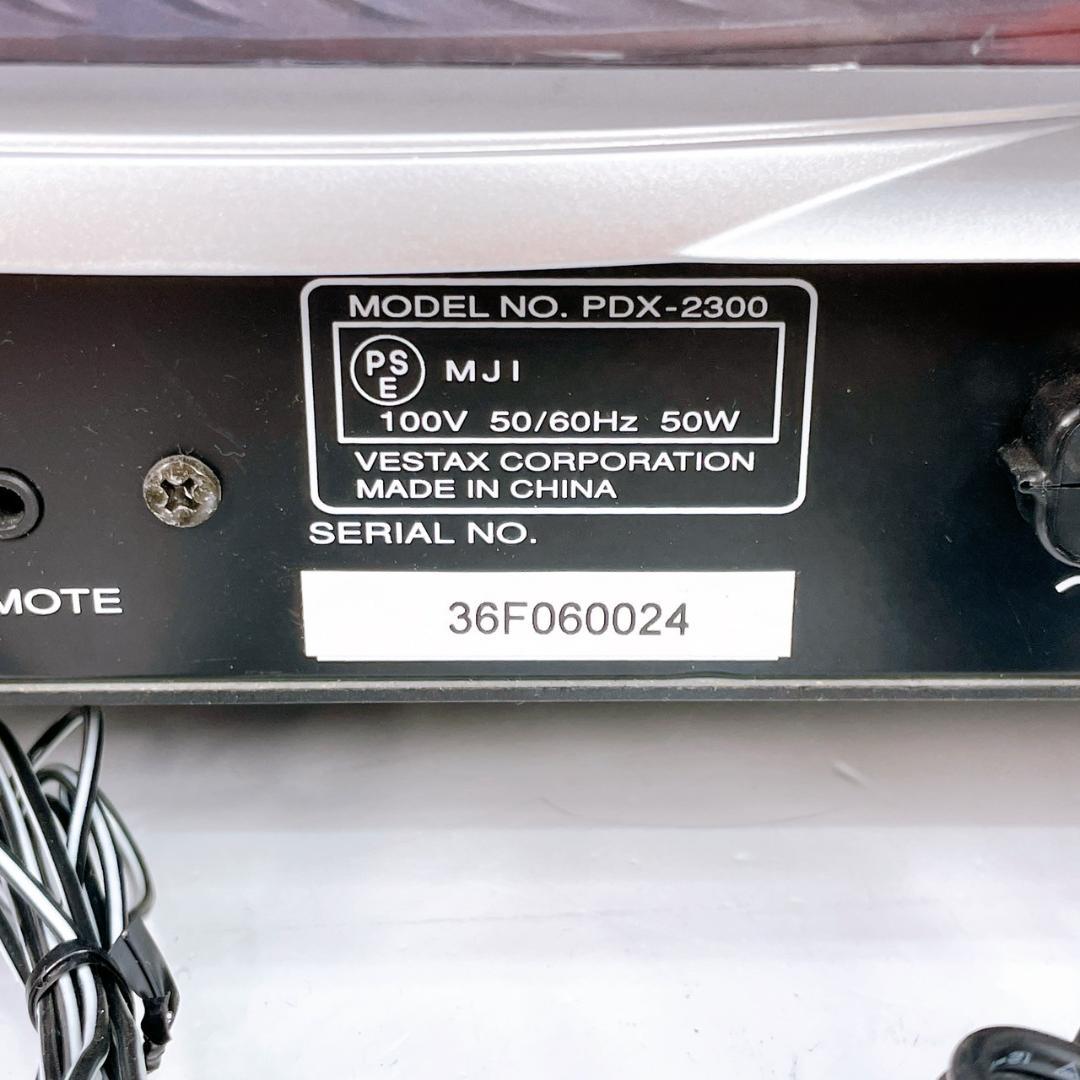 MODEL NO. PDX-2300
PS
E
MJI
100V 50/60Hz 50W
VESTAX CORPORATION
MADE IN CHINA
SERIAL NO.
MOTE
36F060024